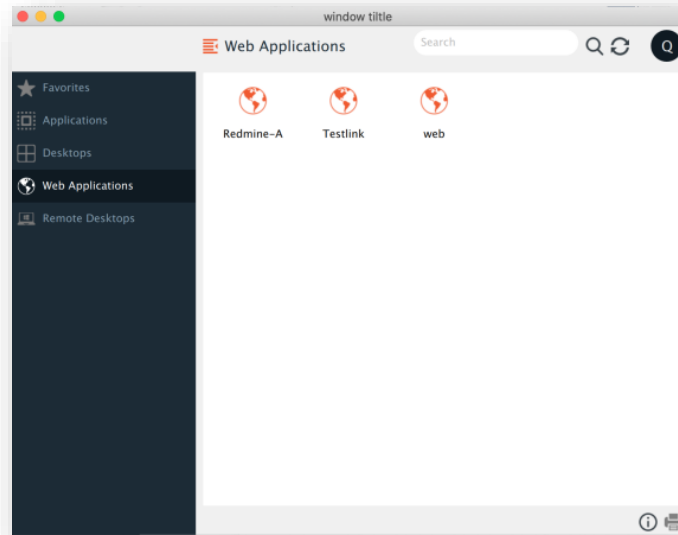 window tiltle
Web Applications
Search
Q
Favorites
Applications
Desktops
Web Applications
Remote Desktops
Redmine-A
Testlink
web